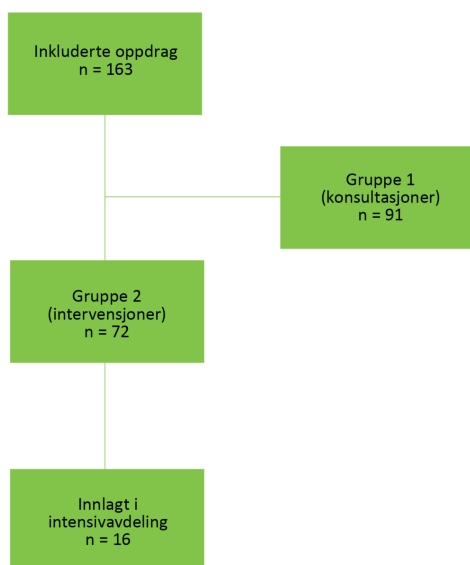 Inkluderte oppdrag
n = 163
Gruppe 1
(konsultasjoner)
n = 91
Gruppe 2
(intervensjoner)
n = 72
Innlagt i
intensivavdeling
n = 16